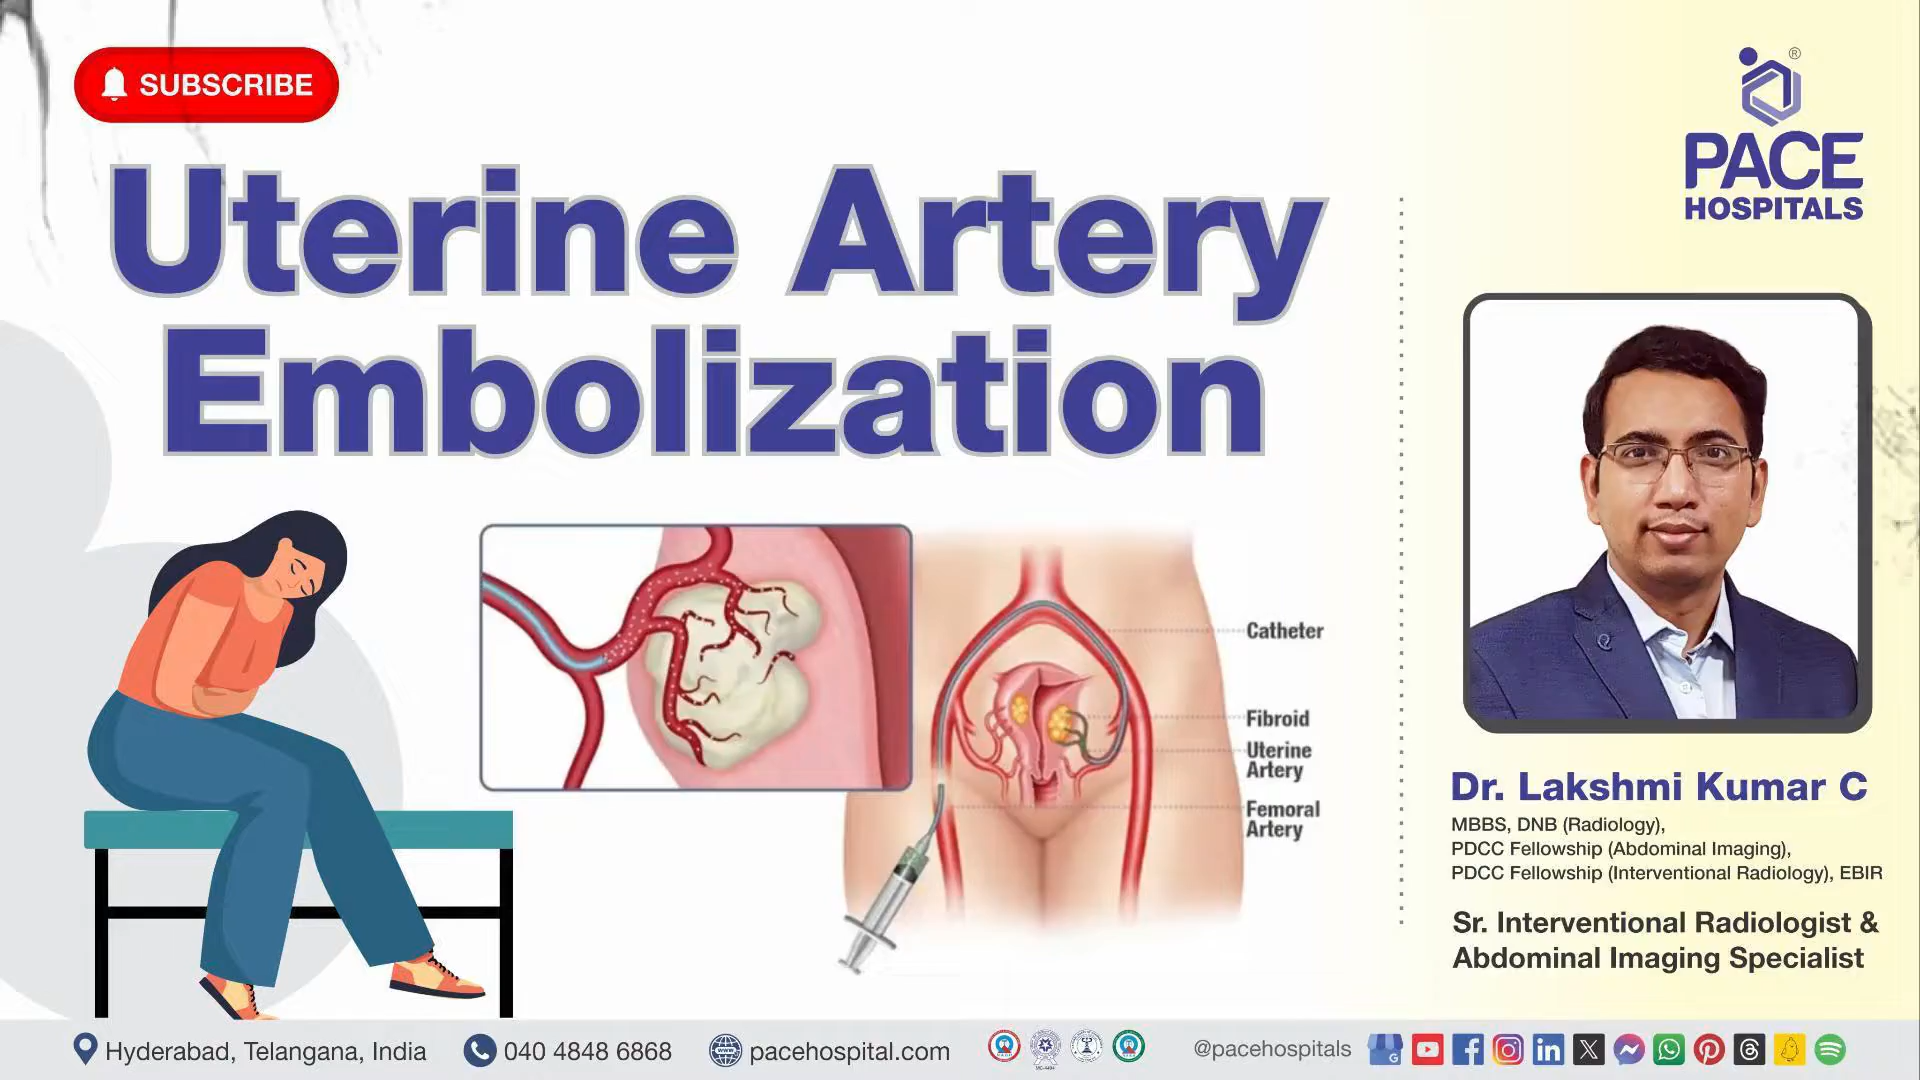 SUBSCRIBE
Uterine Artery
Embolization
Catheter
Fibroid
Uterine
Artery
Femoral
Artery
®
PACE
HOSPITALS
Dr. Lakshmi Kumar C
MBBS, DNB (Radiology),
PDCC Fellowship (Abdominal Imaging),
PDCC Fellowship (Interventional Radiology), EBIR
Sr. Interventional Radiologist &
Abdominal Imaging Specialist
Hyderabad, Telangana, India
040 4848 6868
pacehospital.com
@pacehospitals